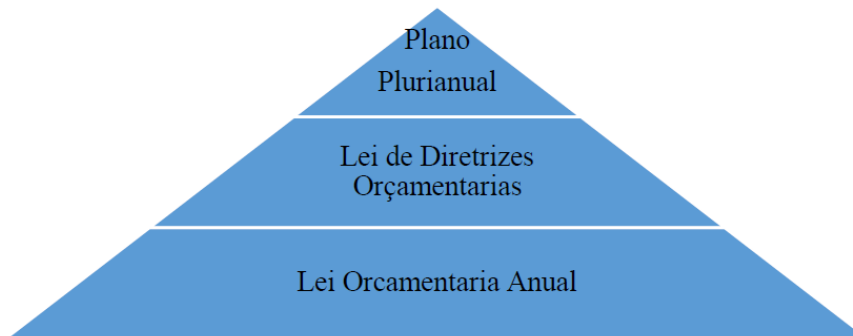 Plano
Plurianual
Lei de Diretrizes
Orçamentarias
Lei Orcamentaria Anual